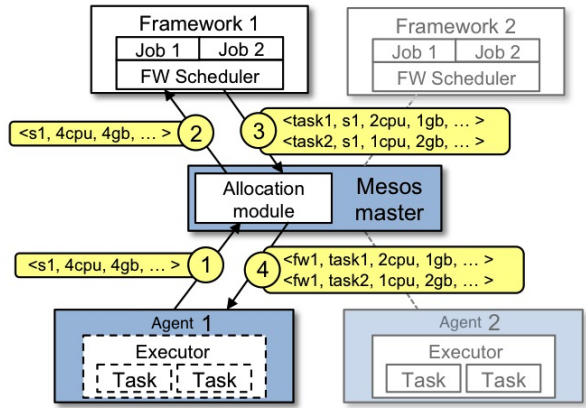 Framework 1
Job 1 Job 2
FW Scheduler
Framework 2
Job 1 Job 2
FW Scheduler
<s1, 4cpu, 4gb, … >
2
3
<task1, s1, 2cpu, 1gb, … >
<task2, s1, 1cpu, 2gb, … >
Allocation
module
Mesos
master
<s1, 4cpu, 4gb, … >
1
4
<fw1, task1, 2cpu, 1gb, … >
<fw1, task2, 1cpu, 2gb, … >
Agent 1
Executor
Task Task
Agent 2
Executor
Task Task